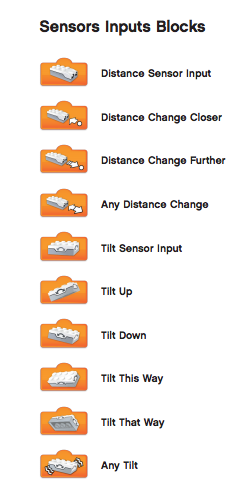 Sensors Inputs Blocks
Distance Sensor Input
Distance Change Closer
Distance Change Further
Any Distance Change
Tilt Sensor Input
Tilt Up
Tilt Down
Tilt This Way
Tilt That Way
Any Tilt